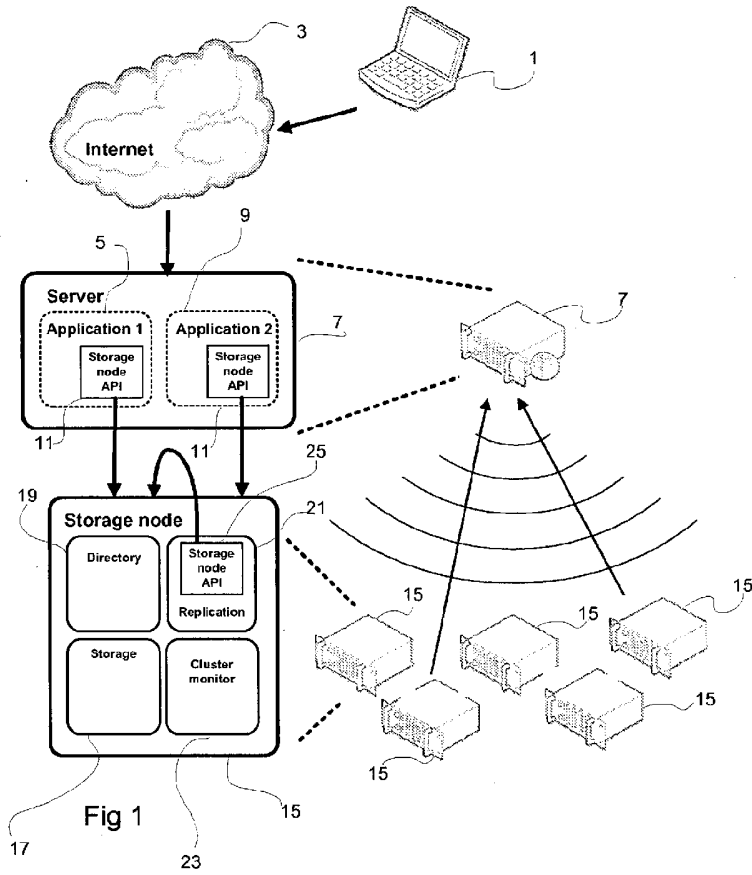 3
1
Internet
5
9
Server
Application 1
Application 2
Storage
node
API
Storage
node
API
7
7
11
11
25
19
21
Storage node
Directory
Storage
node
API
Replication
Storage
Cluster
monitor
15
15
15
15
15
Fig 1
15
17
23